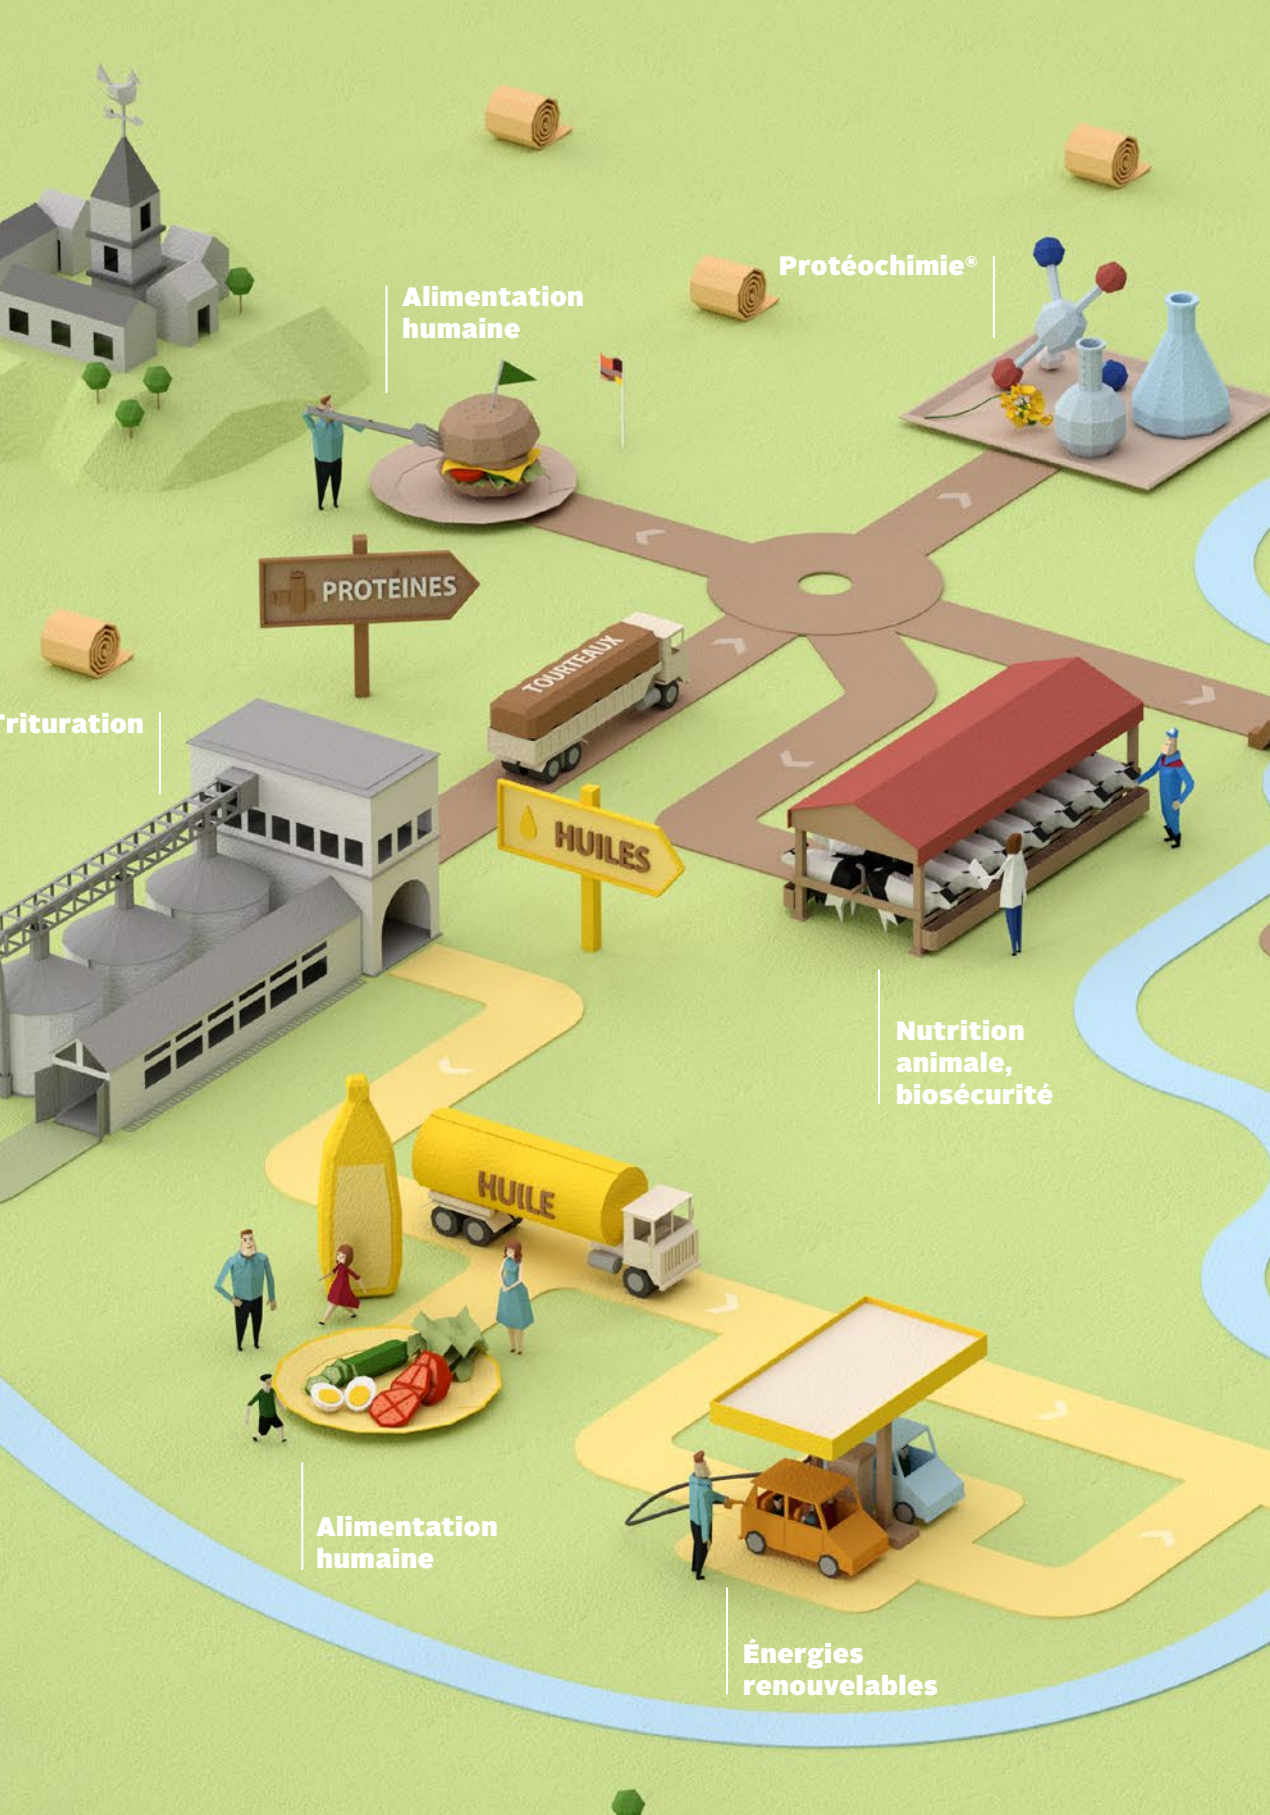 Protéochimie®
Alimentation
humaine
PROTEINES
TOURTEAUX
Trituration
HUILES
Nutrition
animale,
biosécurité
HUILE
Alimentation
humaine
Énergies
renouvelables